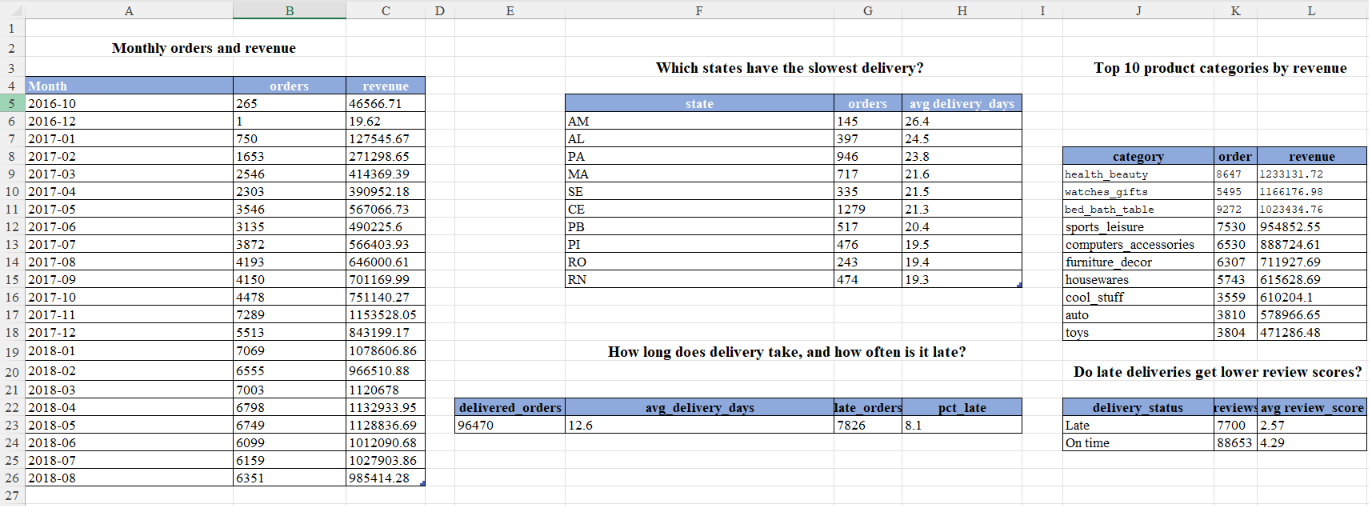 A B C D E F G H I J K L
1
2 Monthly orders and revenue
3 Which states have the slowest delivery? Top 10 product categories by revenue
4 Month orders revenue
5 2016-10 265 46566.71 state orders avg delivery_days
6 2016-12 1 19.62 AM 145 26.4
7 2017-01 750 127545.67 AL 397 24.5
8 2017-02 1653 271298.65 PA 946 23.8 category order revenue
9 2017-03 2546 414369.39 MA 717 21.6 health_beauty 8647 1233131.72
10 2017-04 2303 390952.18 SE 335 21.5 watches_gifts 5495 1166176.98
11 2017-05 3546 567066.73 CE 1279 21.3 bed_bath_table 9272 1023434.76
12 2017-06 3135 490225.6 PB 517 20.4 sports_leisure 7530 954852.55
13 2017-07 3872 566403.93 PI 476 19.5 computers_accessories 6530 888724.61
14 2017-08 4193 646000.61 RO 243 19.4 furniture_decor 6307 711927.69
15 2017-09 4150 701169.99 RN 474 19.3 housewares 5743 615628.69
16 2017-10 4478 751140.27 cool_stuff 3559 610204.1
17 2017-11 7289 1153528.05 auto 3810 578966.65
18 2017-12 5513 843199.17 toys 3804 471286.48
19 2018-01 7069 1078606.86 How long does delivery take, and how often is it late?
20 2018-02 6555 966510.88 Do late deliveries get lower review scores?
21 2018-03 7003 1120678
22 2018-04 6798 1132933.95 delivered_orders avg_delivery_days late_orders pct_late delivery_status reviews avg review_score
23 2018-05 6749 1128836.69 96470 12.6 7826 8.1 Late 7700 2.57
24 2018-06 6099 1012090.68 On time 88653 4.29
25 2018-07 6159 1027903.86
26 2018-08 6351 985414.28
27